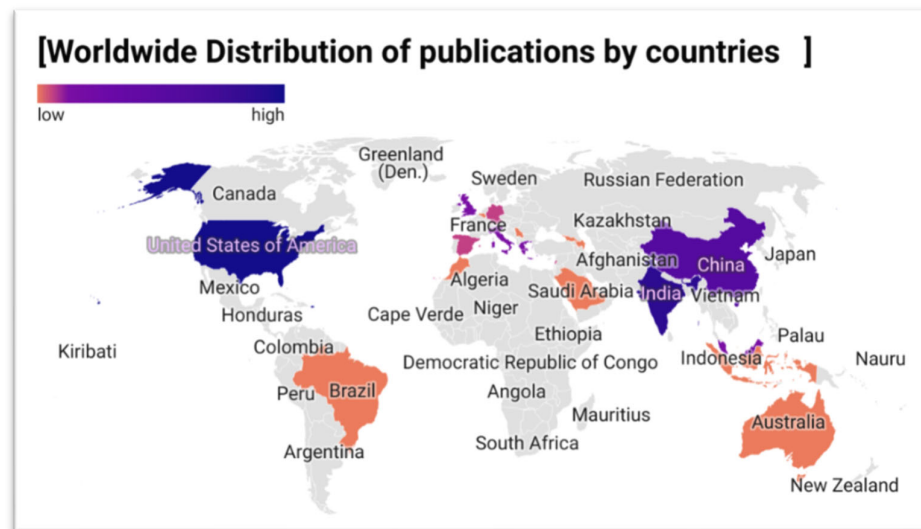 [Worldwide Distribution of publications by countries ]
low high
Greenland
(Den.)
Sweden
Russian Federation
Canada
France
Kazakhstan
United States of America
Afghanistan
Japan
China
Mexico
Algeria
Saudi Arabia
India
Vietnam
Honduras
Cape Verde
Niger
Ethiopia
Palau
Kiribati
Colombia
Democratic Republic of Congo
Indonesia
Nauru
Peru
Brazil
Angola
Mauritius
Australia
Argentina
South Africa
New Zealand